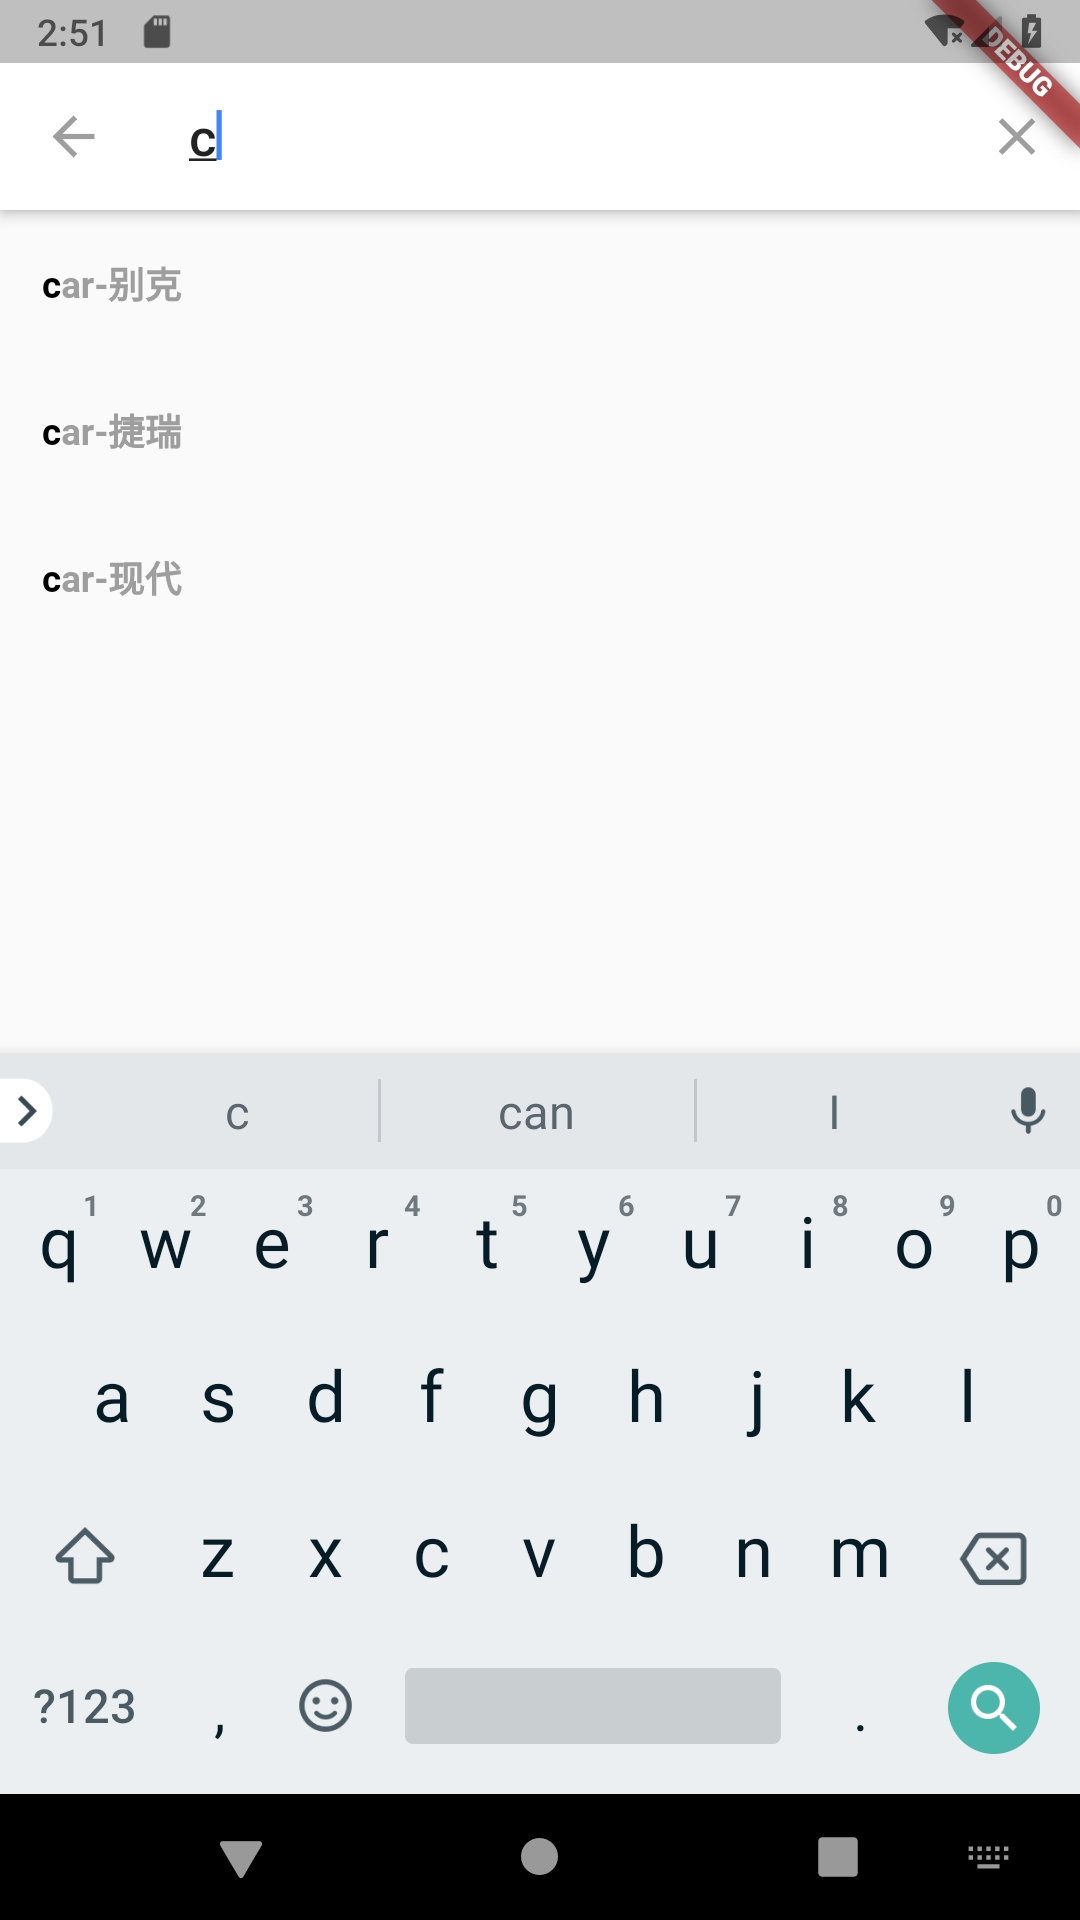 2:51
DEBUG
c
car-别克
car-捷瑞
car-现代
c can I
1 2 3 4 5 6 7 8 9 0
q w e r t y u i o p
a s d f g h j k l
z x c v b n m
?123 , .